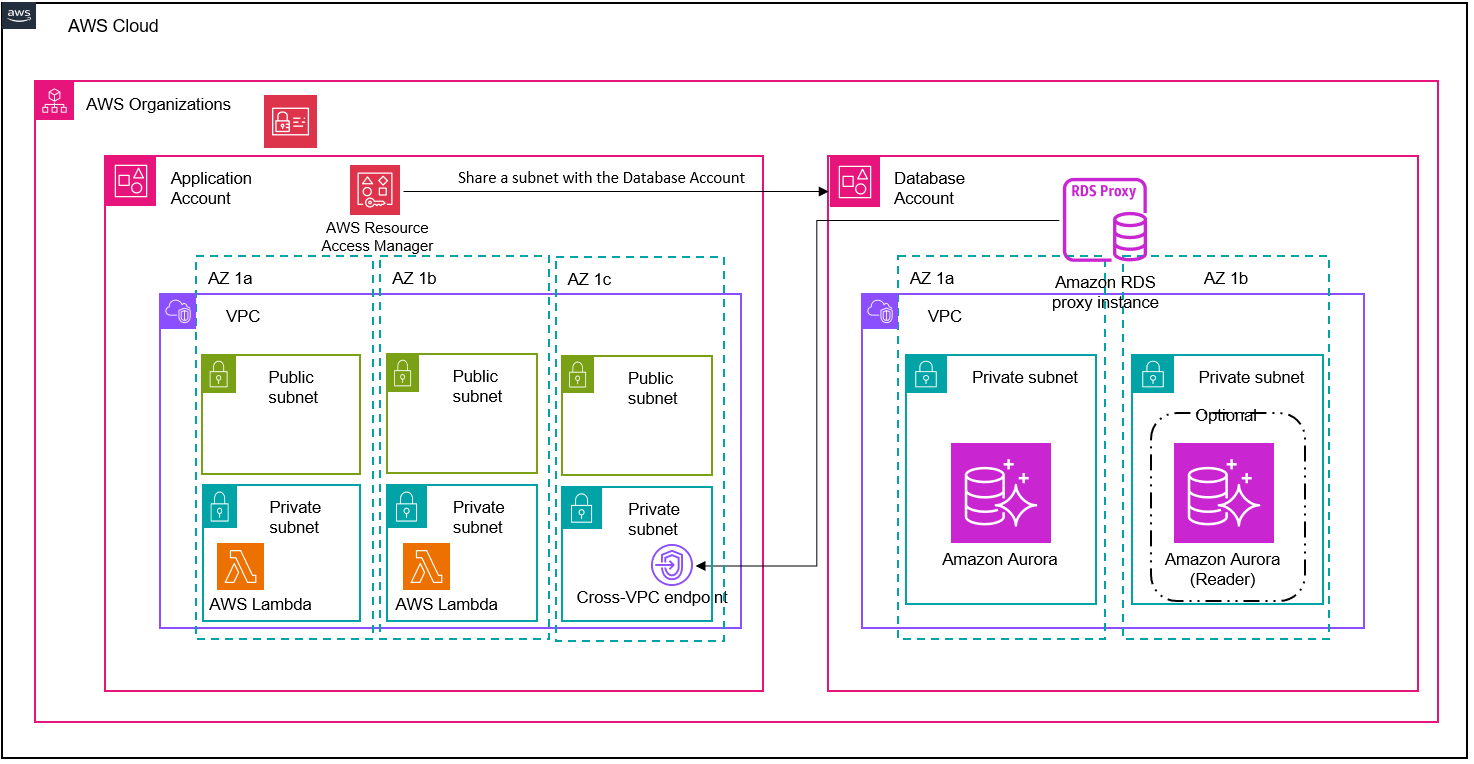 aws
AWS Cloud
AWS Organizations
Application
Account
Share a subnet with the Database Account
AWS Resource
Access Manager
AZ 1a
AZ 1b
AZ 1c
VPC
Public
subnet
Public
subnet
Public
subnet
Private
subnet
Private
subnet
Private
subnet
AWS Lambda
AWS Lambda
Cross-VPC endpoint
Database
Account
RDS Proxy
Amazon RDS
proxy instance
AZ 1a
AZ 1b
VPC
Private subnet
Private subnet
Optional
Amazon Aurora
Amazon Aurora
(Reader)